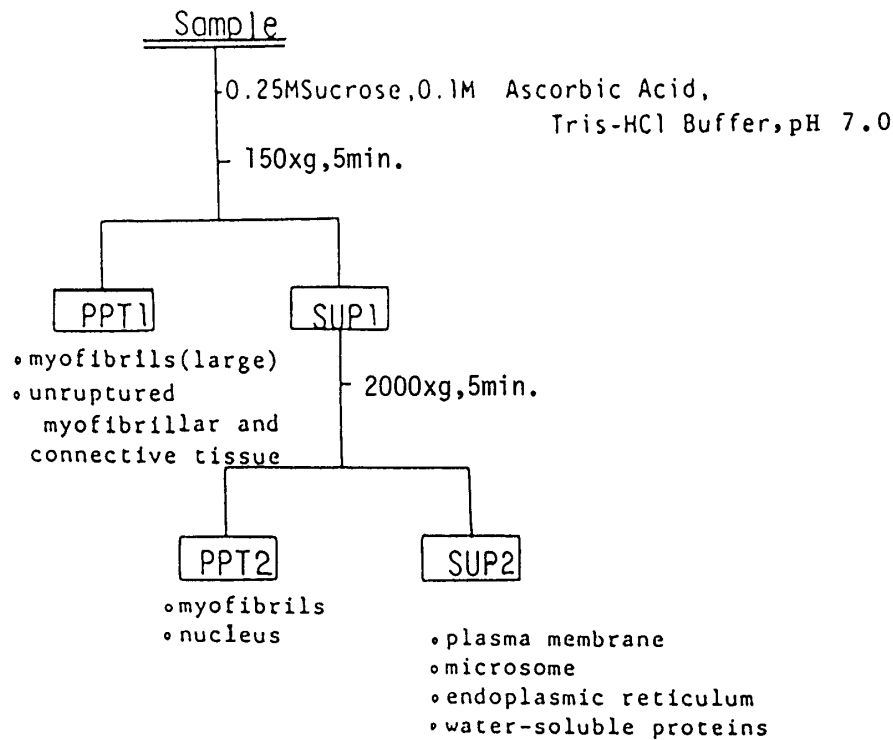 Sample
0.25MSucrose,0.1M Ascorbic Acid,
Tris-HCl Buffer,pH 7.0
150xg,5min.
PPT1
SUP1
∘myofibrils(large)
∘unruptured
myofibrillar and
connective tissue
2000xg,5min.
PPT2
SUP2
∘myofibrils
∘nucleus
∘plasma membrane
∘microsome
∘endoplasmic reticulum
∘water-soluble proteins